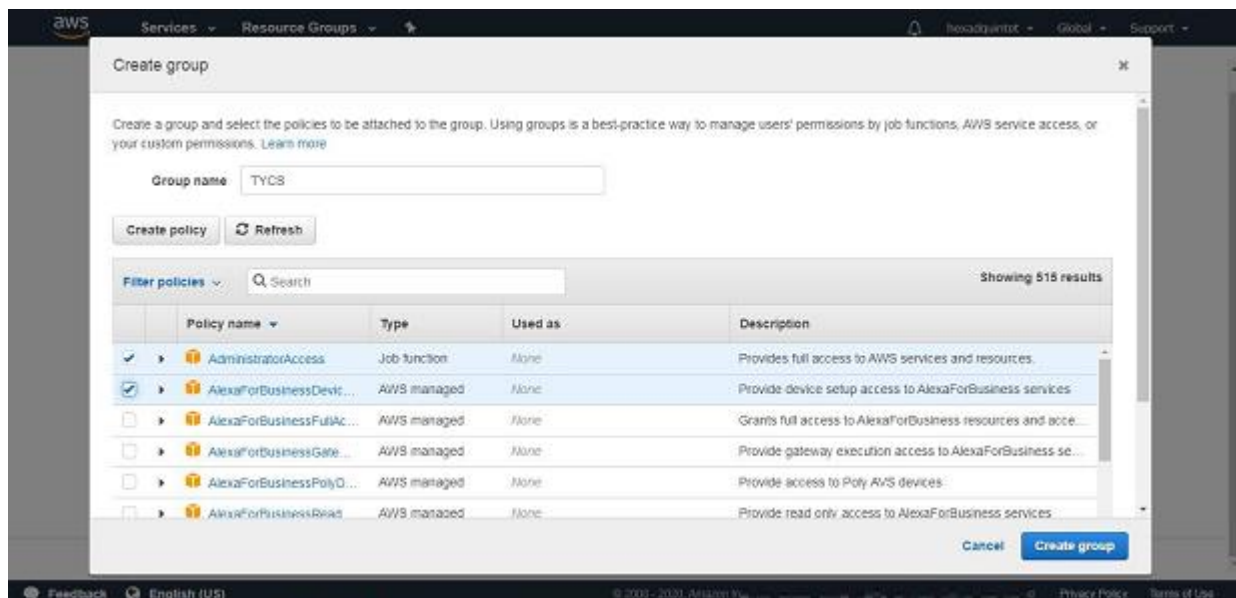 aws Services Resource Groups Global Support
Create group
Create a group and select the policies to be attached to the group. Using groups is a best-practice way to manage users' permissions by job functions, AWS service access, or
your custom permissions. Learn more
Group name TYCS
Create policy Refresh
Filter policies Search Showing 515 results
Policy name Type Used as Description
AdministratorAccess Job function None Provides full access to AWS services and resources.
AlexaForBusinessDevic... AWS managed None Provide device setup access to AlexaForBusiness services
AlexaForBusinessFullAc... AWS managed None Grants full access to AlexaForBusiness resources and acce...
AlexaForBusinessGate... AWS managed None Provide gateway execution access to AlexaForBusiness se...
AlexaForBusinessPolyD... AWS managed None Provide access to Poly AVS devices
AlexaForBusinessRead AWS managed None Provide read only access to AlexaForBusiness services
Cancel Create group
Feedback English (US) © 2008 - 2020, Amazon Privacy Policy Terms of Use